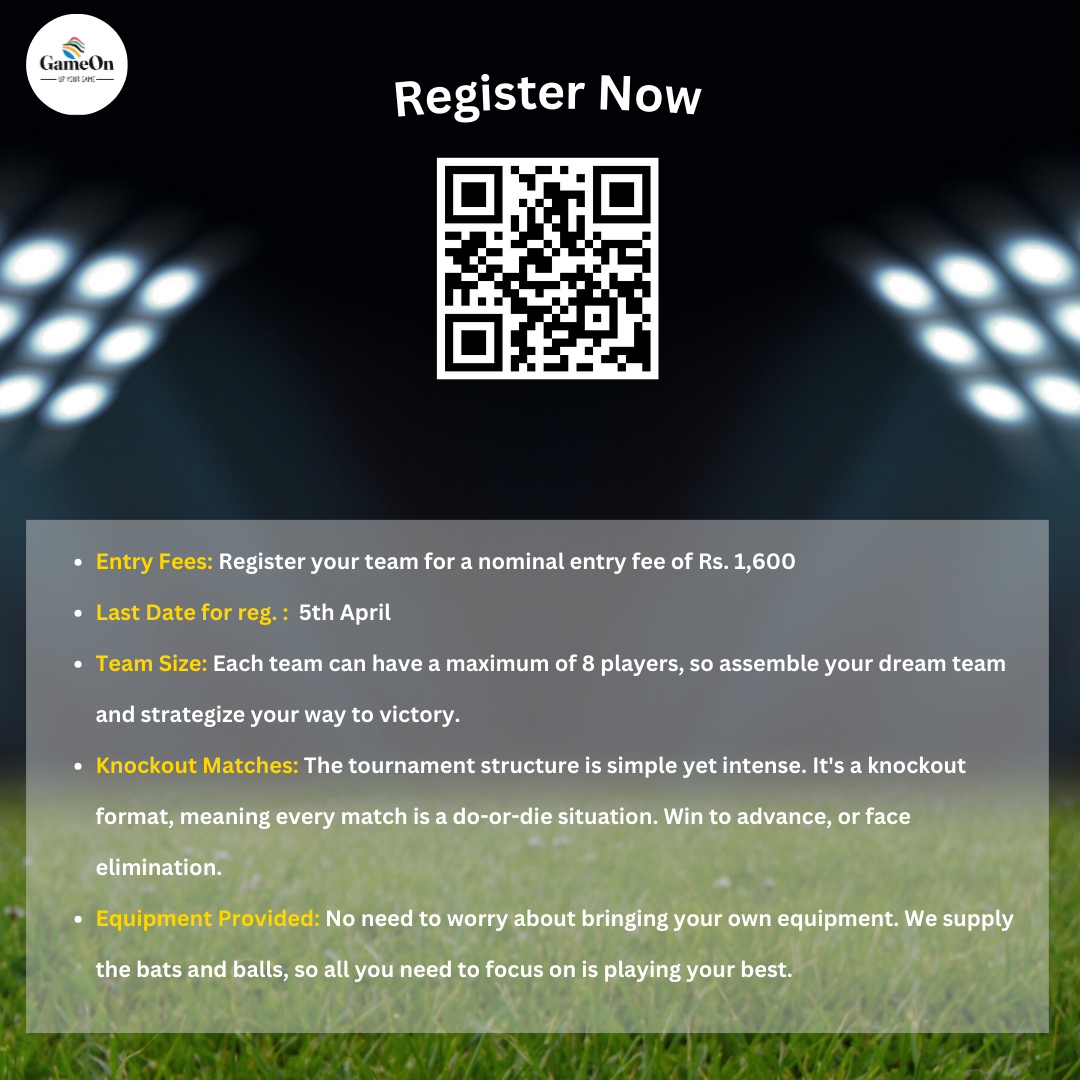 GameOn
UP YOUR GAME
Register Now
• Entry Fees: Register your team for a nominal entry fee of Rs. 1,600
• Last Date for reg. : 5th April
• Team Size: Each team can have a maximum of 8 players, so assemble your dream team
and strategize your way to victory.
• Knockout Matches: The tournament structure is simple yet intense. It's a knockout
format, meaning every match is a do-or-die situation. Win to advance, or face
elimination.
• Equipment Provided: No need to worry about bringing your own equipment. We supply
the bats and balls, so all you need to focus on is playing your best.